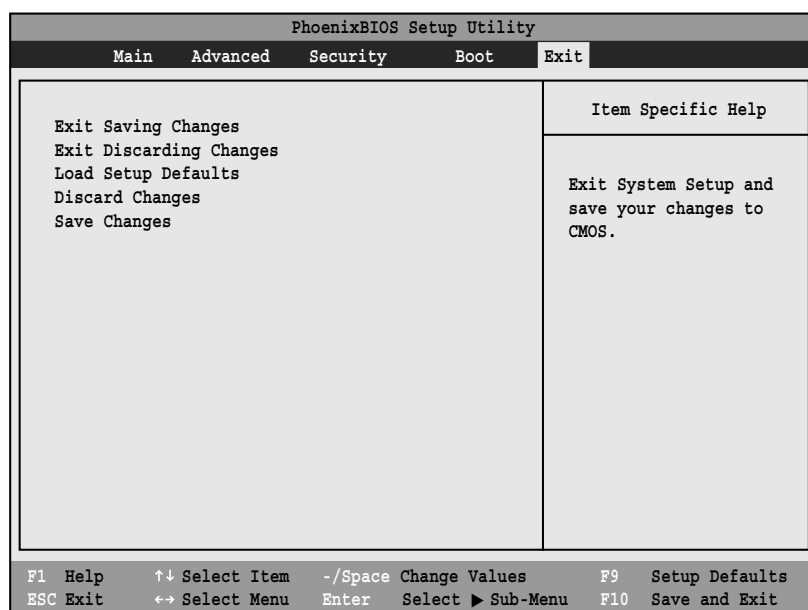 PhoenixBIOS Setup Utility
Main Advanced Security Boot Exit
Exit Saving Changes
Exit Discarding Changes
Load Setup Defaults
Discard Changes
Save Changes
Item Specific Help
Exit System Setup and
save your changes to
CMOS.
F1 Help ↑↓ Select Item -/Space Change Values F9 Setup Defaults
ESC Exit ←→ Select Menu Enter Select ▶ Sub-Menu F10 Save and Exit